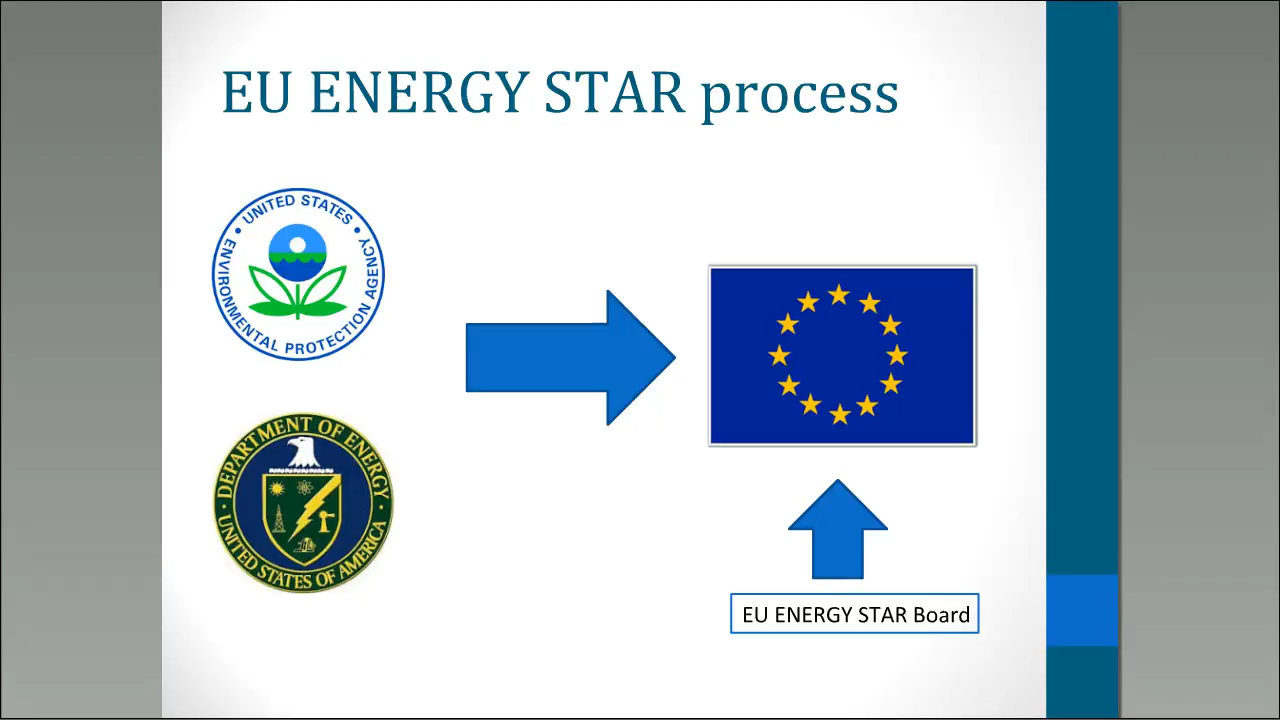 EU ENERGY STAR process
UNITED STATES
ENVIRONMENTAL PROTECTION AGENCY
DEPARTMENT OF ENERGY
UNITED STATES OF AMERICA
EU ENERGY STAR Board